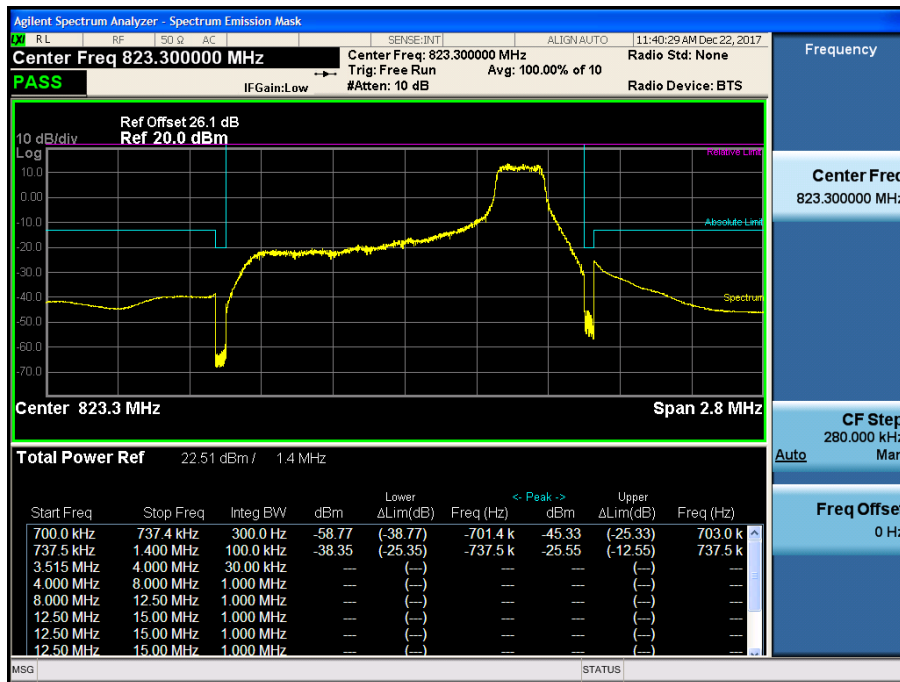 Agilent Spectrum Analyzer - Spectrum Emission Mask
LXI RL RF 50 Ω AC SENSE:INT ALIGN AUTO 11:40:29 AM Dec 22, 2017
Center Freq 823.300000 MHz Center Freq: 823.300000 MHz Radio Std: None
Trig: Free Run Avg: 100.00% of 10
PASS IFGain:Low #Atten: 10 dB Radio Device: BTS
Ref Offset 26.1 dB
10 dB/div Ref 20.0 dBm
Log
Relative Limit
10.0
0.00
Absolute Limit
-10.0
-20.0
-30.0
-40.0
Spectrum
-50.0
-60.0
-70.0
Center 823.3 MHz Span 2.8 MHz
Total Power Ref 22.51 dBm / 1.4 MHz
Lower <- Peak -> Upper
Start Freq Stop Freq Integ BW dBm ΔLim(dB) Freq (Hz) dBm ΔLim(dB) Freq (Hz)
700.0 kHz 737.4 kHz 300.0 Hz -58.77 (-38.77) -701.4 k -45.33 (-25.33) 703.0 k
737.5 kHz 1.400 MHz 100.0 kHz -38.35 (-25.35) -737.5 k -25.55 (-12.55) 737.5 k
3.515 MHz 4.000 MHz 30.00 kHz --- (---) --- --- (---) ---
4.000 MHz 8.000 MHz 1.000 MHz --- (---) --- --- (---) ---
8.000 MHz 12.50 MHz 1.000 MHz --- (---) --- --- (---) ---
12.50 MHz 15.00 MHz 1.000 MHz --- (---) --- --- (---) ---
12.50 MHz 15.00 MHz 1.000 MHz --- (---) --- --- (---) ---
12.50 MHz 15.00 MHz 1.000 MHz --- (---) --- --- (---) ---
MSG STATUS
Frequency
Center Freq
823.300000 MHz
CF Step
280.000 kHz
Auto Man
Freq Offset
0 Hz